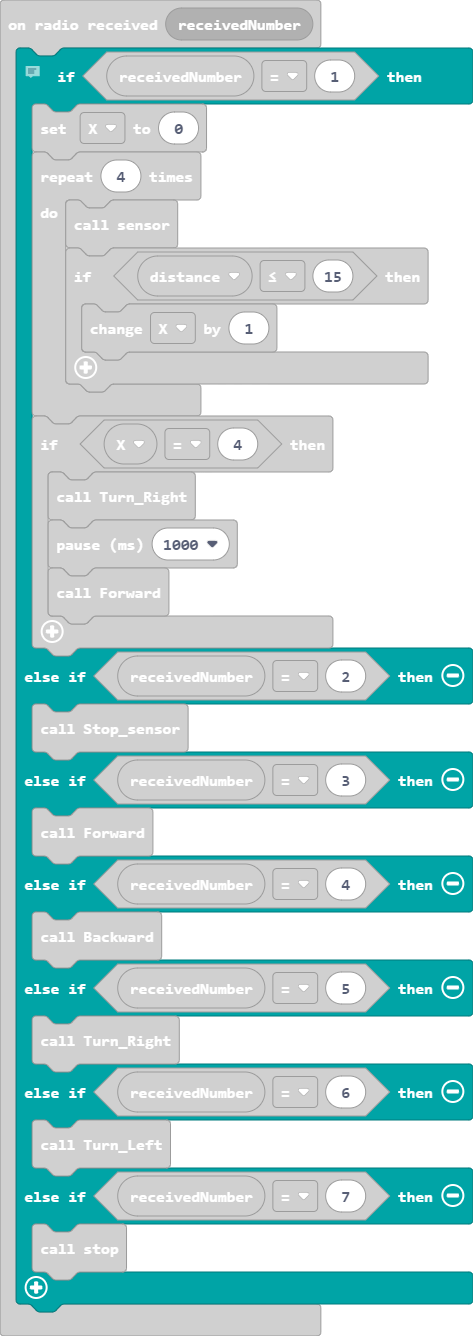 on radio received receivedNumber
if receivedNumber = 1 then
set X to 0
repeat 4 times
do
call sensor
if distance ≤ 15 then
change X by 1
if X = 4 then
call Turn_Right
pause (ms) 1000
call Forward
else if receivedNumber = 2 then
call Stop_sensor
else if receivedNumber = 3 then
call Forward
else if receivedNumber = 4 then
call Backward
else if receivedNumber = 5 then
call Turn_Right
else if receivedNumber = 6 then
call Turn_Left
else if receivedNumber = 7 then
call stop